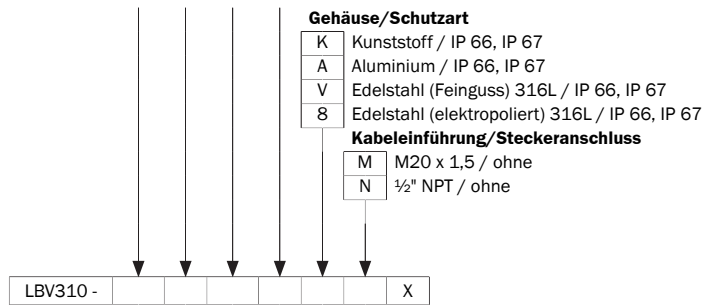 Gehäuse/Schutzart
K Kunststoff / IP 66, IP 67
A Aluminium / IP 66, IP 67
V Edelstahl (Feinguss) 316L / IP 66, IP 67
8 Edelstahl (elektropoliert) 316L / IP 66, IP 67
Kabeleinführung/Steckeranschluss
M M20 x 1,5 / ohne
N ½" NPT / ohne
LBV310 - X